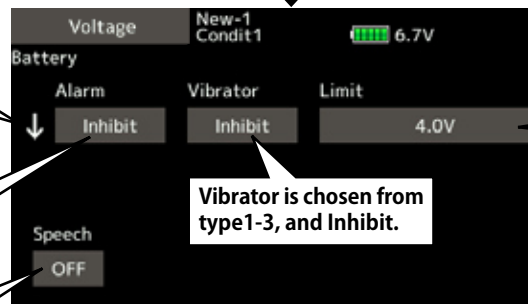 Voltage
New-1
Condit1
6.7V
Battery
Alarm
Vibrator
Limit
↓
Inhibit
Inhibit
4.0V
Vibrator is chosen from
type1-3, and Inhibit.
Speech
OFF